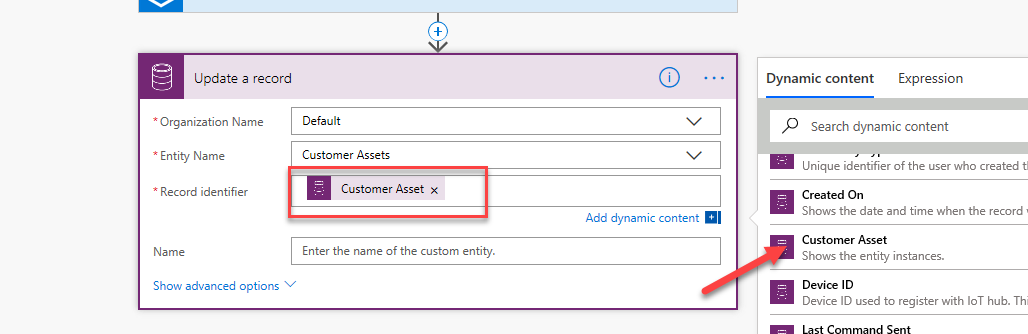 Update a record
* Organization Name
Default
* Entity Name
Customer Assets
* Record identifier
Customer Asset ×
Add dynamic content
Name
Enter the name of the custom entity.
Show advanced options
Dynamic content
Expression
Search dynamic content
Unique identifier of the user who created th
Created On
Shows the date and time when the record w
Customer Asset
Shows the entity instances.
Device ID
Device ID used to register with IoT hub. Thi
Last Command Sent